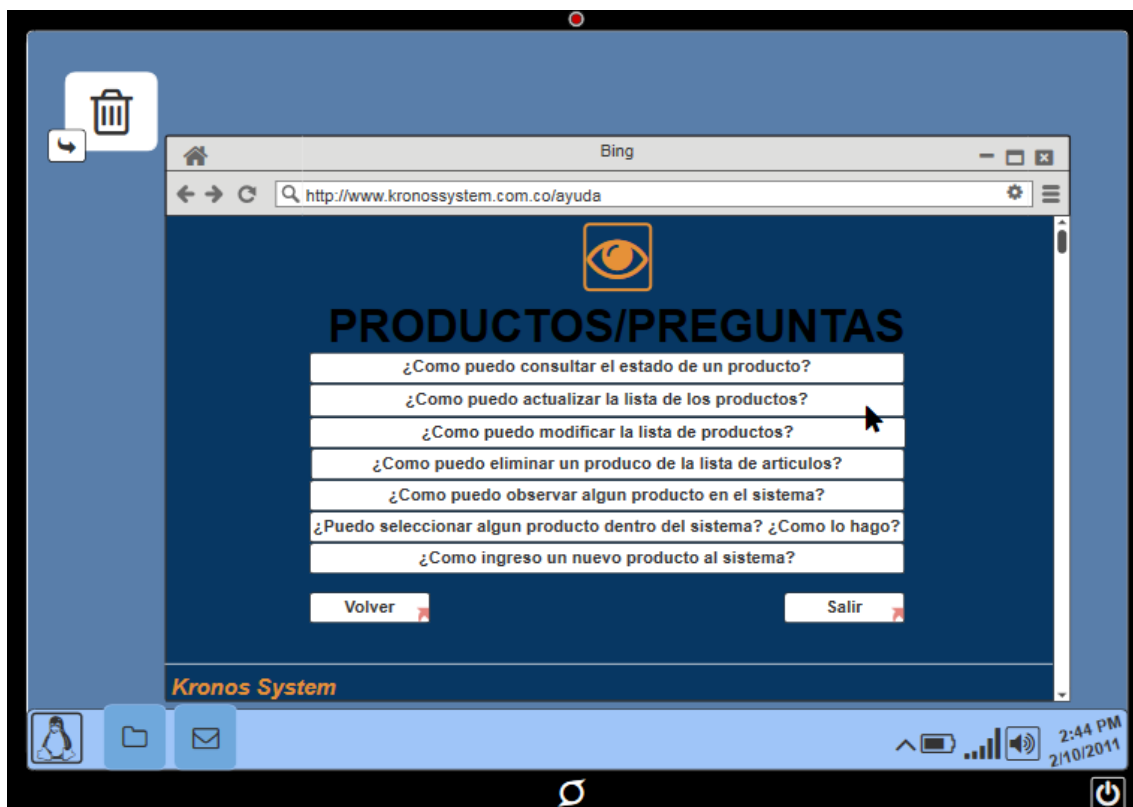 Bing
http://www.kronossystem.com.co/ayuda
PRODUCTOS/PREGUNTAS
¿Como puedo consultar el estado de un producto?
¿Como puedo actualizar la lista de los productos?
¿Como puedo modificar la lista de productos?
¿Como puedo eliminar un produco de la lista de articulos?
¿Como puedo observar algun producto en el sistema?
¿Puedo seleccionar algun producto dentro del sistema? ¿Como lo hago?
¿Como ingreso un nuevo producto al sistema?
Volver Salir
Kronos System
2:44 PM
2/10/2011